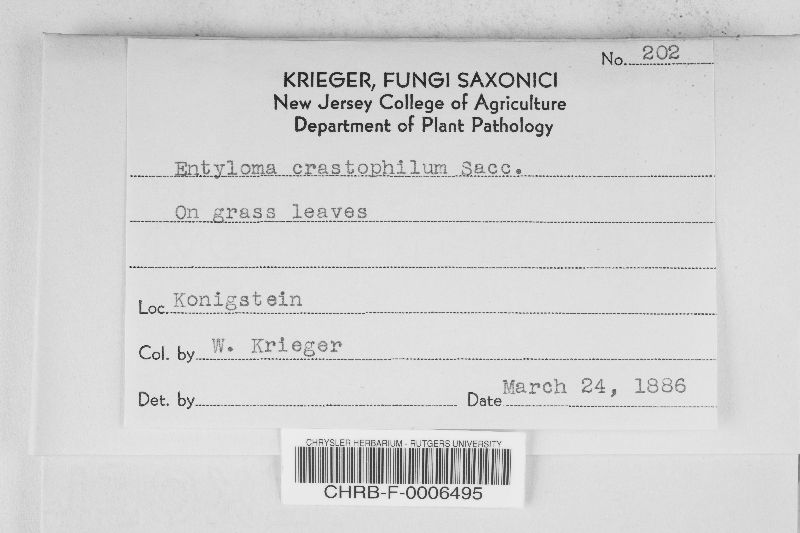 No. 202
KRIEGER, FUNGI SAXONICI
New Jersey College of Agriculture
Department of Plant Pathology
Entyloma crastophilum Sacc.
On grass leaves
Loc. Konigstein
Col. by W. Krieger
Det. by
Date March 24, 1886
CHRYSLER HERBARIUM - RUTGERS UNIVERSITY
CHRB-F-0006495